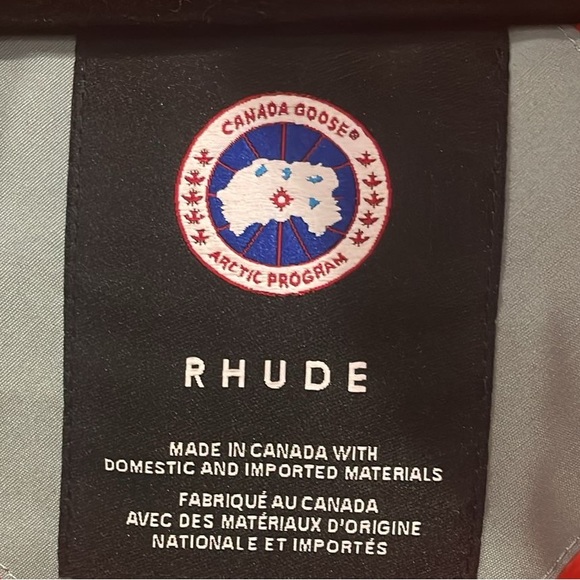 CANADA GOOSE®
ARCTIC PROGRAM
RHUDE
MADE IN CANADA WITH
DOMESTIC AND IMPORTED MATERIALS
FABRIQUÉ AU CANADA
AVEC DES MATÉRIAUX D'ORIGINE
NATIONALE ET IMPORTÉS